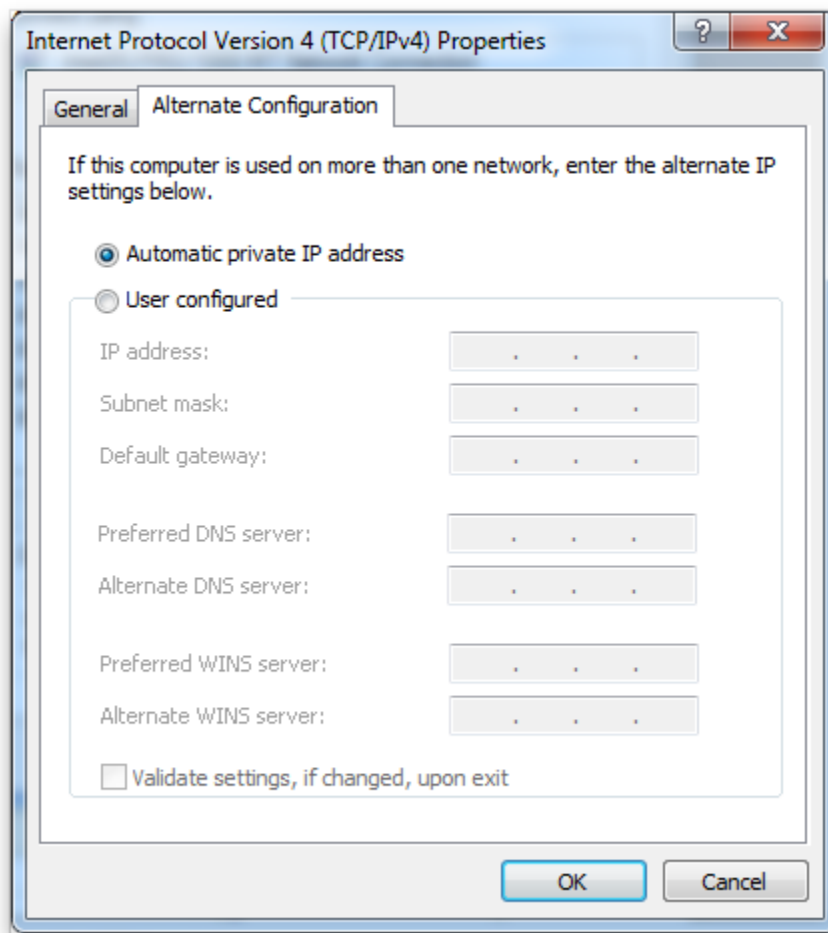 Internet Protocol Version 4 (TCP/IPv4) Properties
?
X
General
Alternate Configuration
If this computer is used on more than one network, enter the alternate IP
settings below.
Automatic private IP address
User configured
IP address: . . .
Subnet mask: . . .
Default gateway: . . .
Preferred DNS server: . . .
Alternate DNS server: . . .
Preferred WINS server: . . .
Alternate WINS server: . . .
Validate settings, if changed, upon exit
OK
Cancel